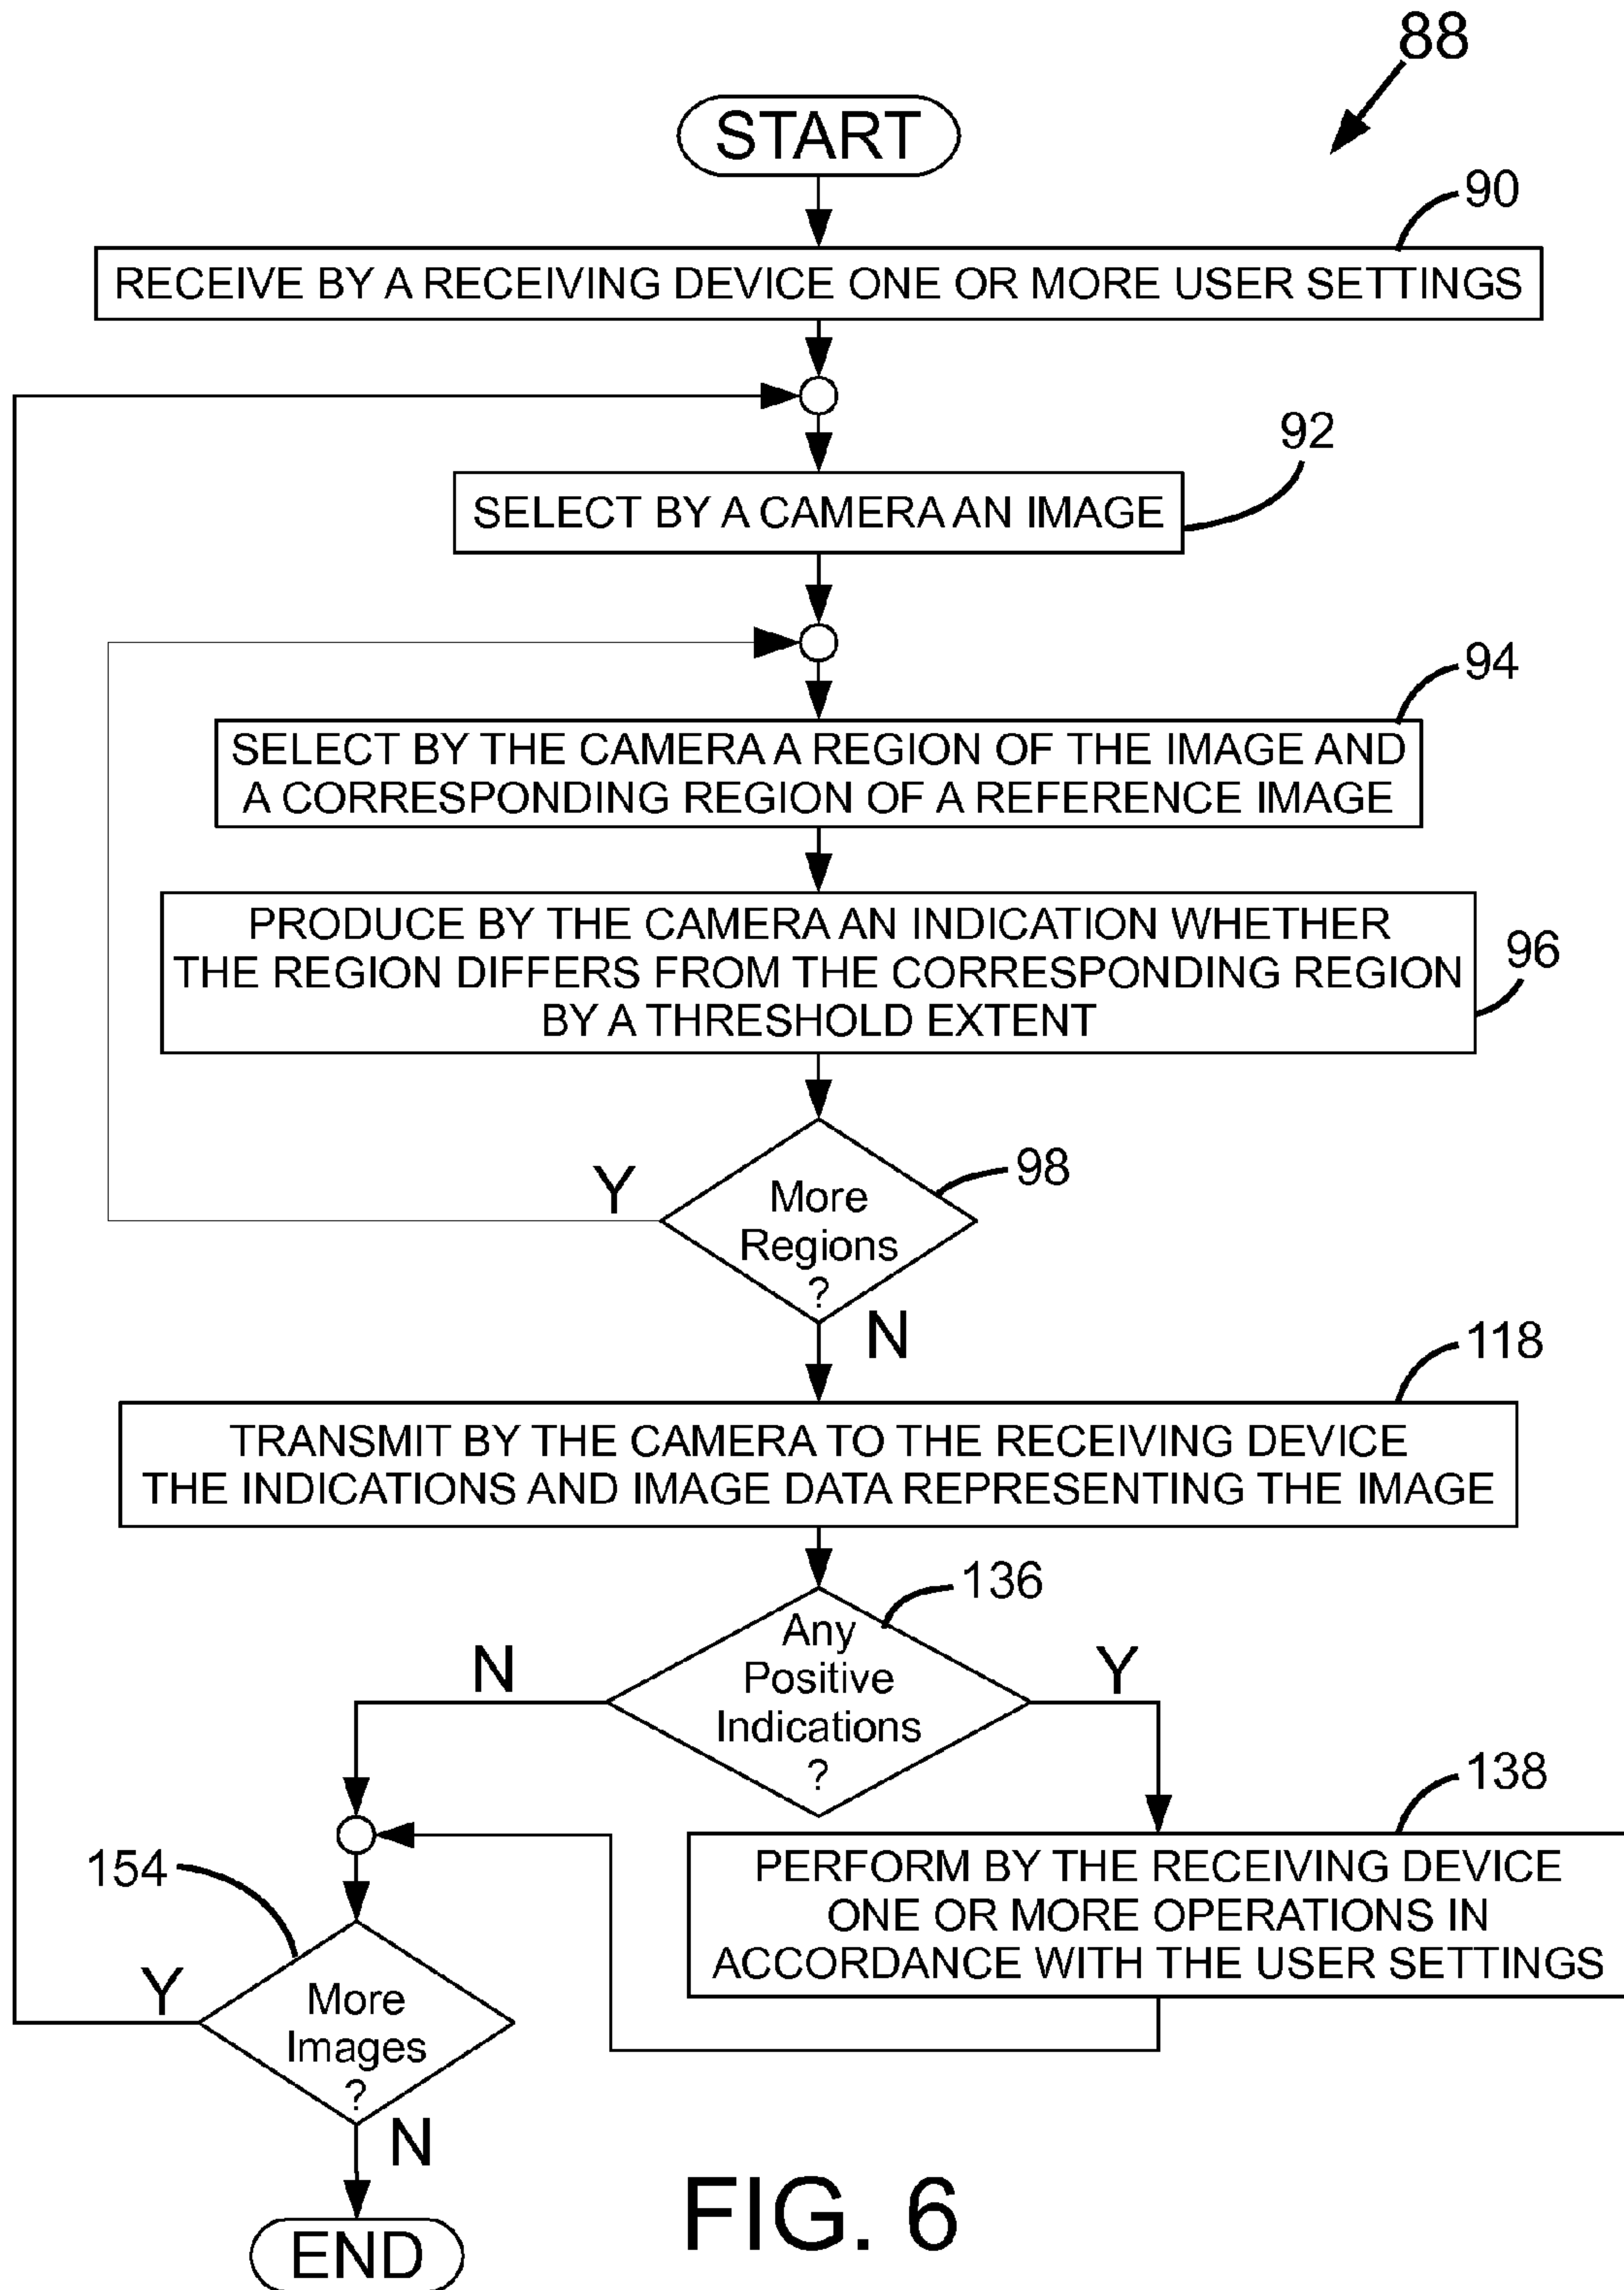 88
START
90
RECEIVE BY A RECEIVING DEVICE ONE OR MORE USER SETTINGS
92
SELECT BY A CAMERA AN IMAGE
94
SELECT BY THE CAMERA A REGION OF THE IMAGE AND
A CORRESPONDING REGION OF A REFERENCE IMAGE
PRODUCE BY THE CAMERA AN INDICATION WHETHER
THE REGION DIFFERS FROM THE CORRESPONDING REGION
BY A THRESHOLD EXTENT
96
98
Y
More
Regions
?
N
118
TRANSMIT BY THE CAMERA TO THE RECEIVING DEVICE
THE INDICATIONS AND IMAGE DATA REPRESENTING THE IMAGE
136
Any
Positive
Indications
?
N
Y
138
PERFORM BY THE RECEIVING DEVICE
ONE OR MORE OPERATIONS IN
ACCORDANCE WITH THE USER SETTINGS
154
Y
More
Images
?
N
END
FIG. 6